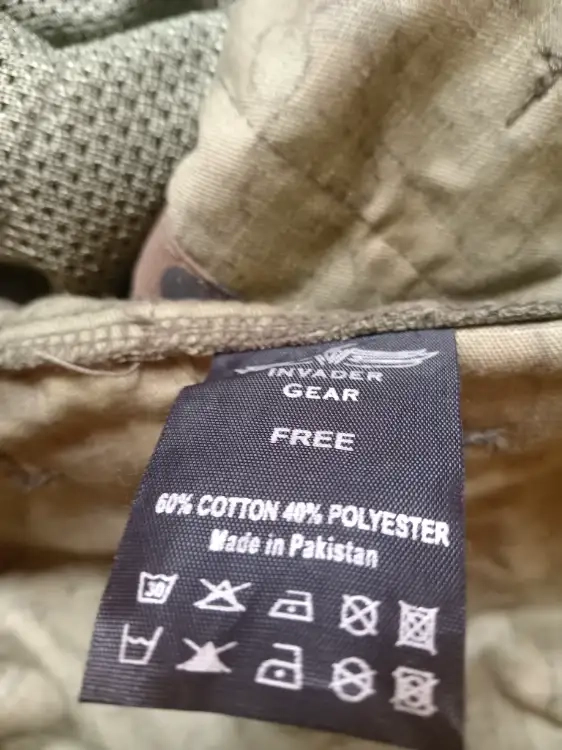 INVADER
GEAR
FREE
60% COTTON 40% POLYESTER
Made in Pakistan
30